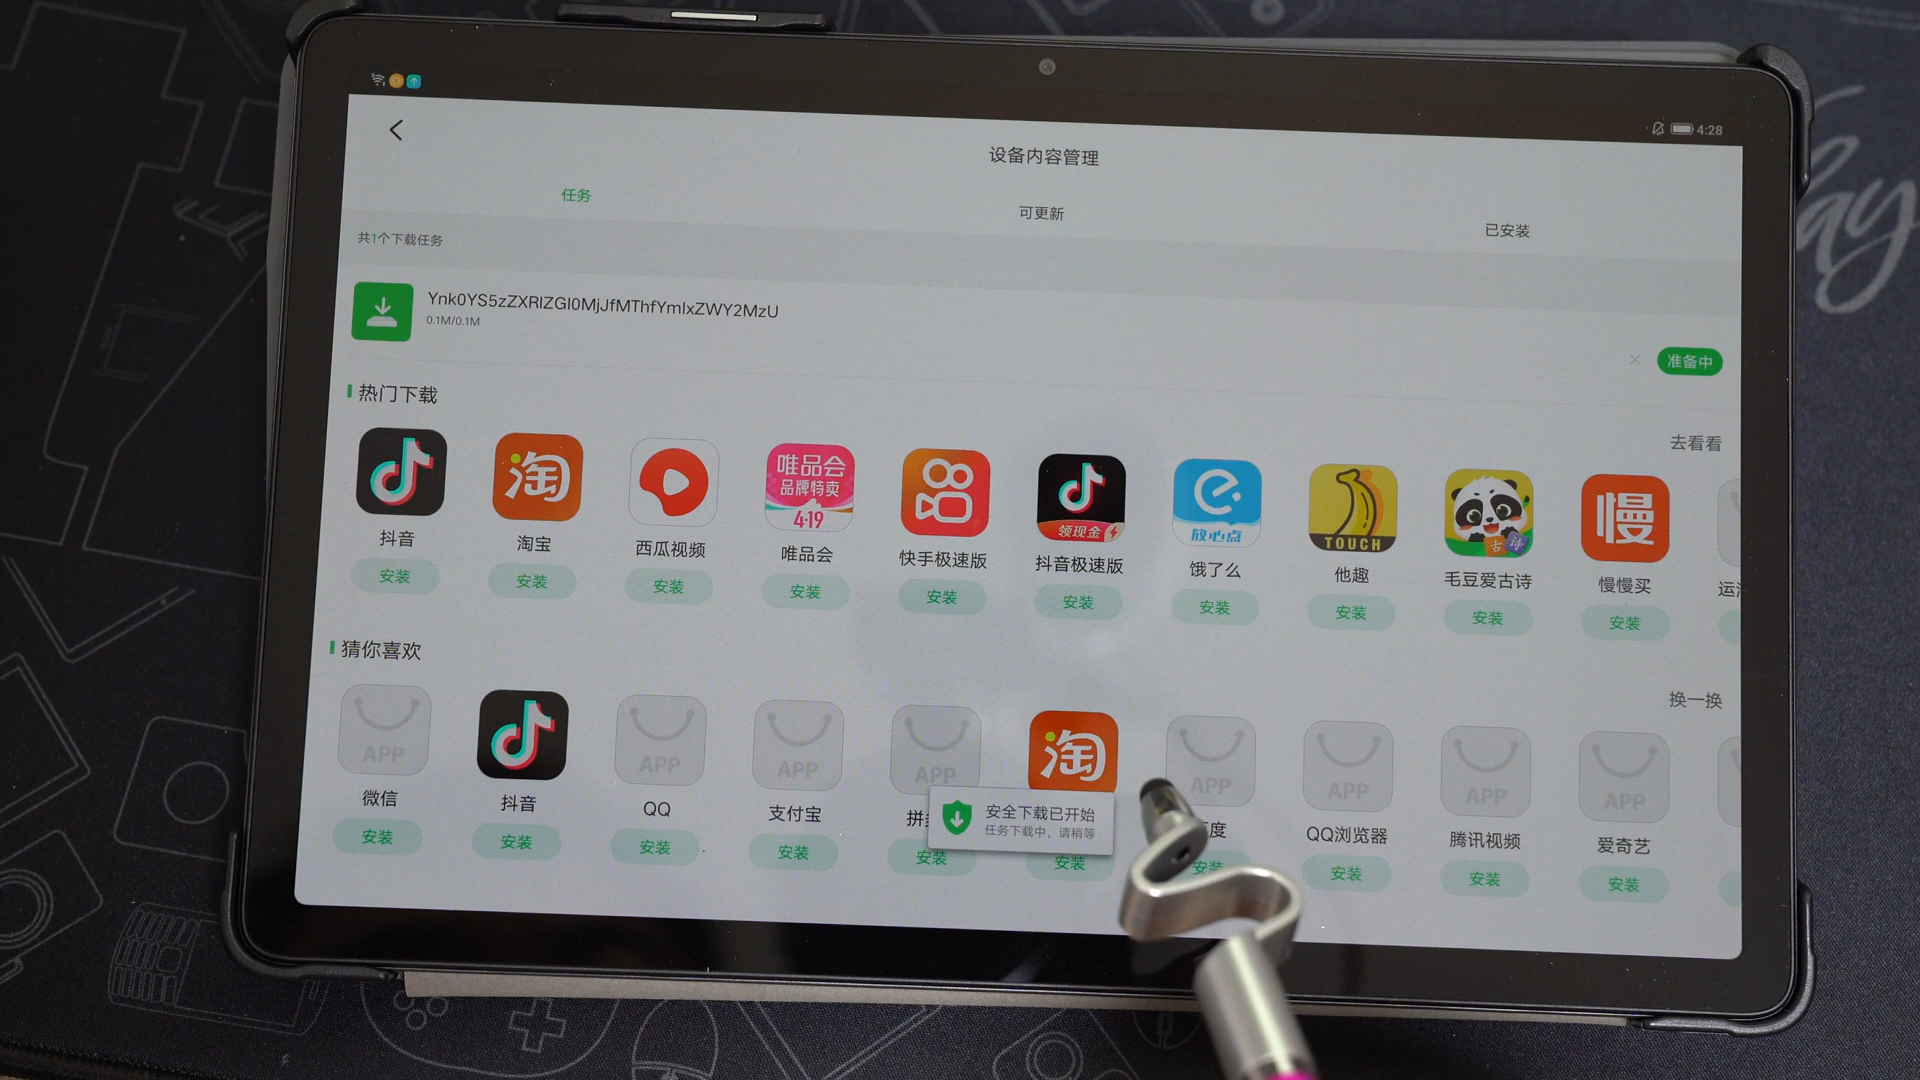 4:28
设备内容管理
任务
可更新
已安装
共1个下载任务
Ynk0YS5zZXRlZGl0MjJfMThfYmlxZWY2MzU
0.1M/0.1M
准备中
热门下载
去看看
淘
唯品会
品牌特卖
4·19
领现金
放心点
TOUCH
古诗
慢
抖音
淘宝
西瓜视频
唯品会
快手极速版
抖音极速版
饿了么
他趣
毛豆爱古诗
慢慢买
安装 安装 安装 安装 安装 安装 安装 安装 安装 安装
猜你喜欢
换一换
APP APP APP APP 淘 APP APP APP APP
微信
抖音
QQ
支付宝
度
QQ浏览器
腾讯视频
爱奇艺
安全下载已开始
任务下载中，请稍等
安装 安装 安装 安装 安装 安装 安装 安装 安装 安装
ay